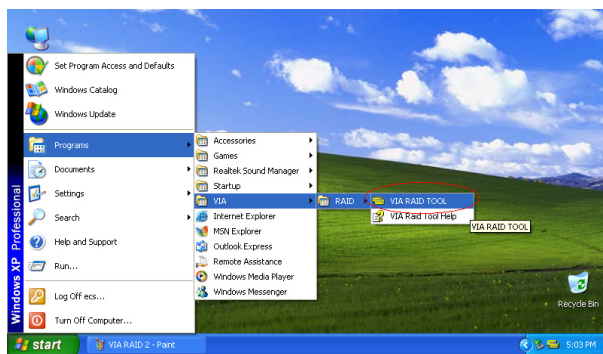 Set Program Access and Defaults
Windows Catalog
Windows Update
Programs
Documents
Settings
Search
Help and Support
Run...
Log Off ecs...
Turn Off Computer...
Windows XP Professional
Accessories
Games
Realtek Sound Manager
Startup
VIA
Internet Explorer
MSN Explorer
Outlook Express
Remote Assistance
Windows Media Player
Windows Messenger
RAID
VIA RAID TOOL
VIA Raid Tool Help
VIA RAID TOOL
Recycle Bin
start
VIA RAID 2 - Paint
5:03 PM